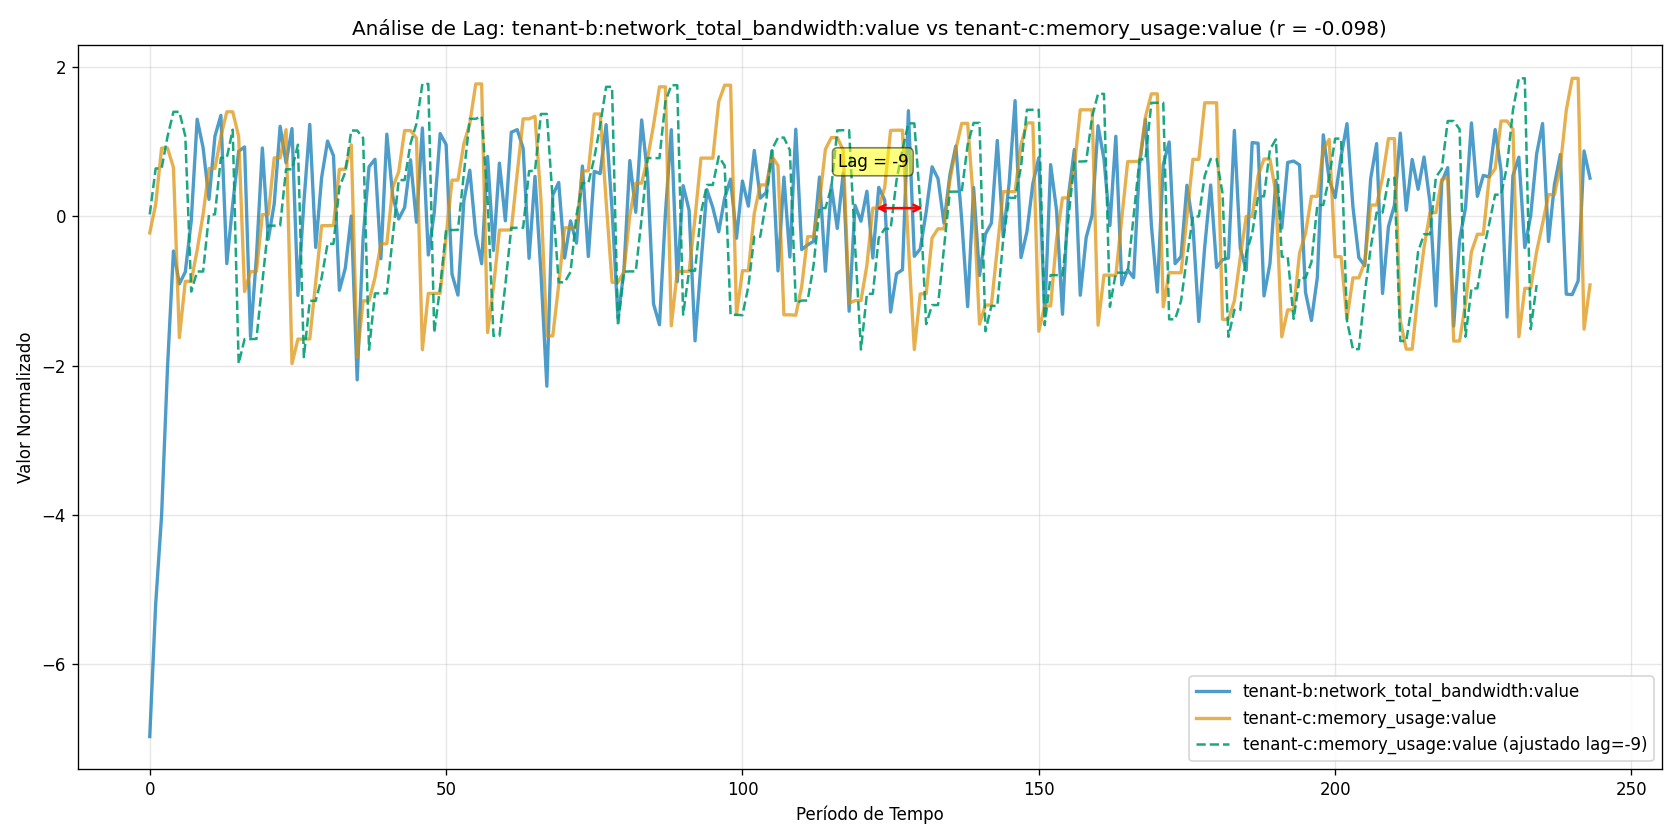 Análise de Lag: tenant-b:network_total_bandwidth:value vs tenant-c:memory_usage:value (r = -0.098)
Valor Normalizado
2
0
−2
−4
−6
Lag = -9
tenant-b:network_total_bandwidth:value
tenant-c:memory_usage:value
tenant-c:memory_usage:value (ajustado lag=-9)
0
50
100
150
200
250
Período de Tempo